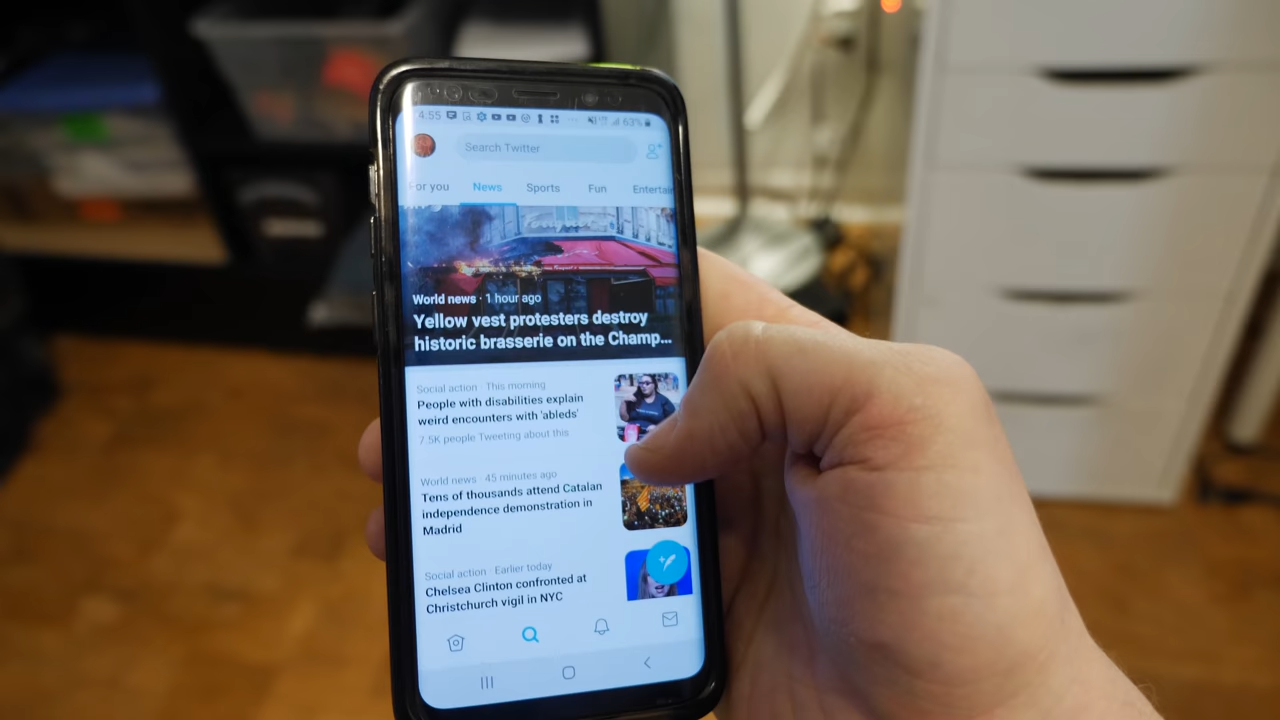 4:55
63%
Search Twitter
For you News Sports Fun Entertain
World news · 1 hour ago
Yellow vest protesters destroy
historic brasserie on the Champ...
Social action · This morning
People with disabilities explain
weird encounters with 'ableds'
7.5K people Tweeting about this
World news · 45 minutes ago
Tens of thousands attend Catalan
independence demonstration in
Madrid
Social action · Earlier today
Chelsea Clinton confronted at
Christchurch vigil in NYC